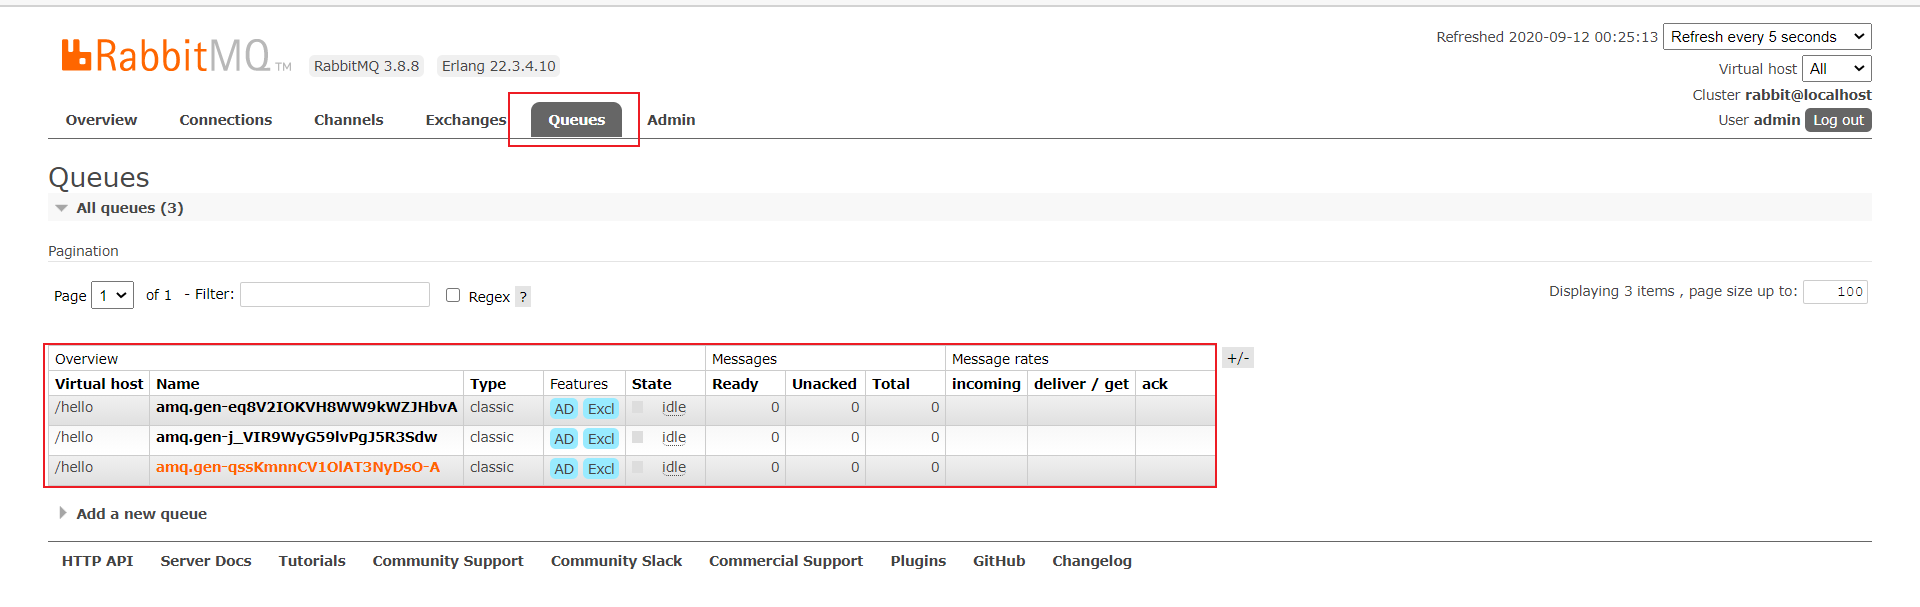 Refreshed 2020-09-12 00:25:13 Refresh every 5 seconds
RabbitMQ TM RabbitMQ 3.8.8 Erlang 22.3.4.10
Virtual host All
Cluster rabbit@localhost
User admin Log out
Overview Connections Channels Exchanges Queues Admin
Queues
All queues (3)
Pagination
Page 1 of 1 - Filter: Regex ? Displaying 3 items , page size up to: 100
Overview Messages Message rates +/-
Virtual host Name Type Features State Ready Unacked Total incoming deliver / get ack
/hello amq.gen-eq8V2IOKVH8WW9kWZJHbvA classic AD Excl idle 0 0 0
/hello amq.gen-j_VIR9WyG59lvPgJ5R3Sdw classic AD Excl idle 0 0 0
/hello amq.gen-qssKmnnCV1OlAT3NyDsO-A classic AD Excl idle 0 0 0
Add a new queue
HTTP API Server Docs Tutorials Community Support Community Slack Commercial Support Plugins GitHub Changelog